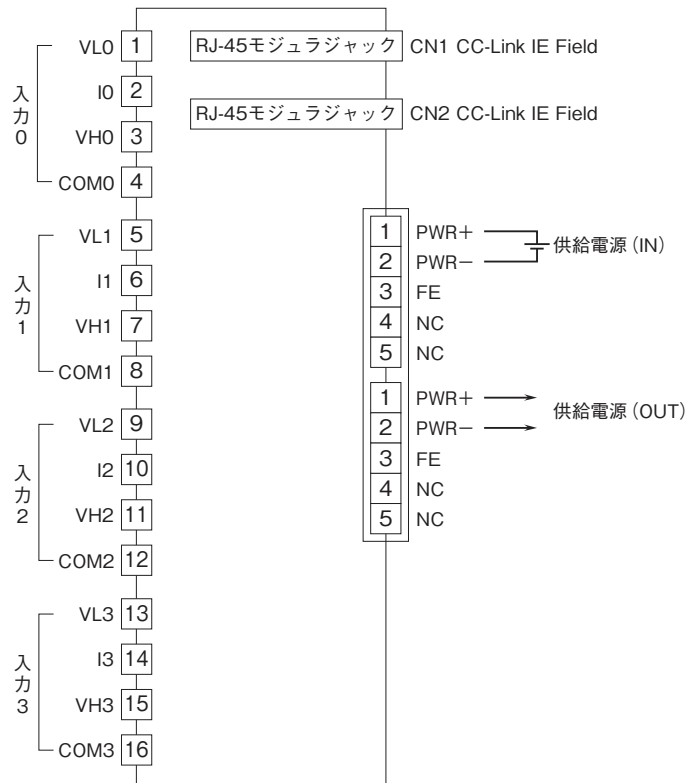 入力0
VL0 1
I0 2
VH0 3
COM0 4
入力1
VL1 5
I1 6
VH1 7
COM1 8
入力2
VL2 9
I2 10
VH2 11
COM2 12
入力3
VL3 13
I3 14
VH3 15
COM3 16
RJ-45モジュラジャック CN1 CC-Link IE Field
RJ-45モジュラジャック CN2 CC-Link IE Field
1 PWR+
2 PWR−
供給電源(IN)
3 FE
4 NC
5 NC
1 PWR+
2 PWR−
供給電源(OUT)
3 FE
4 NC
5 NC